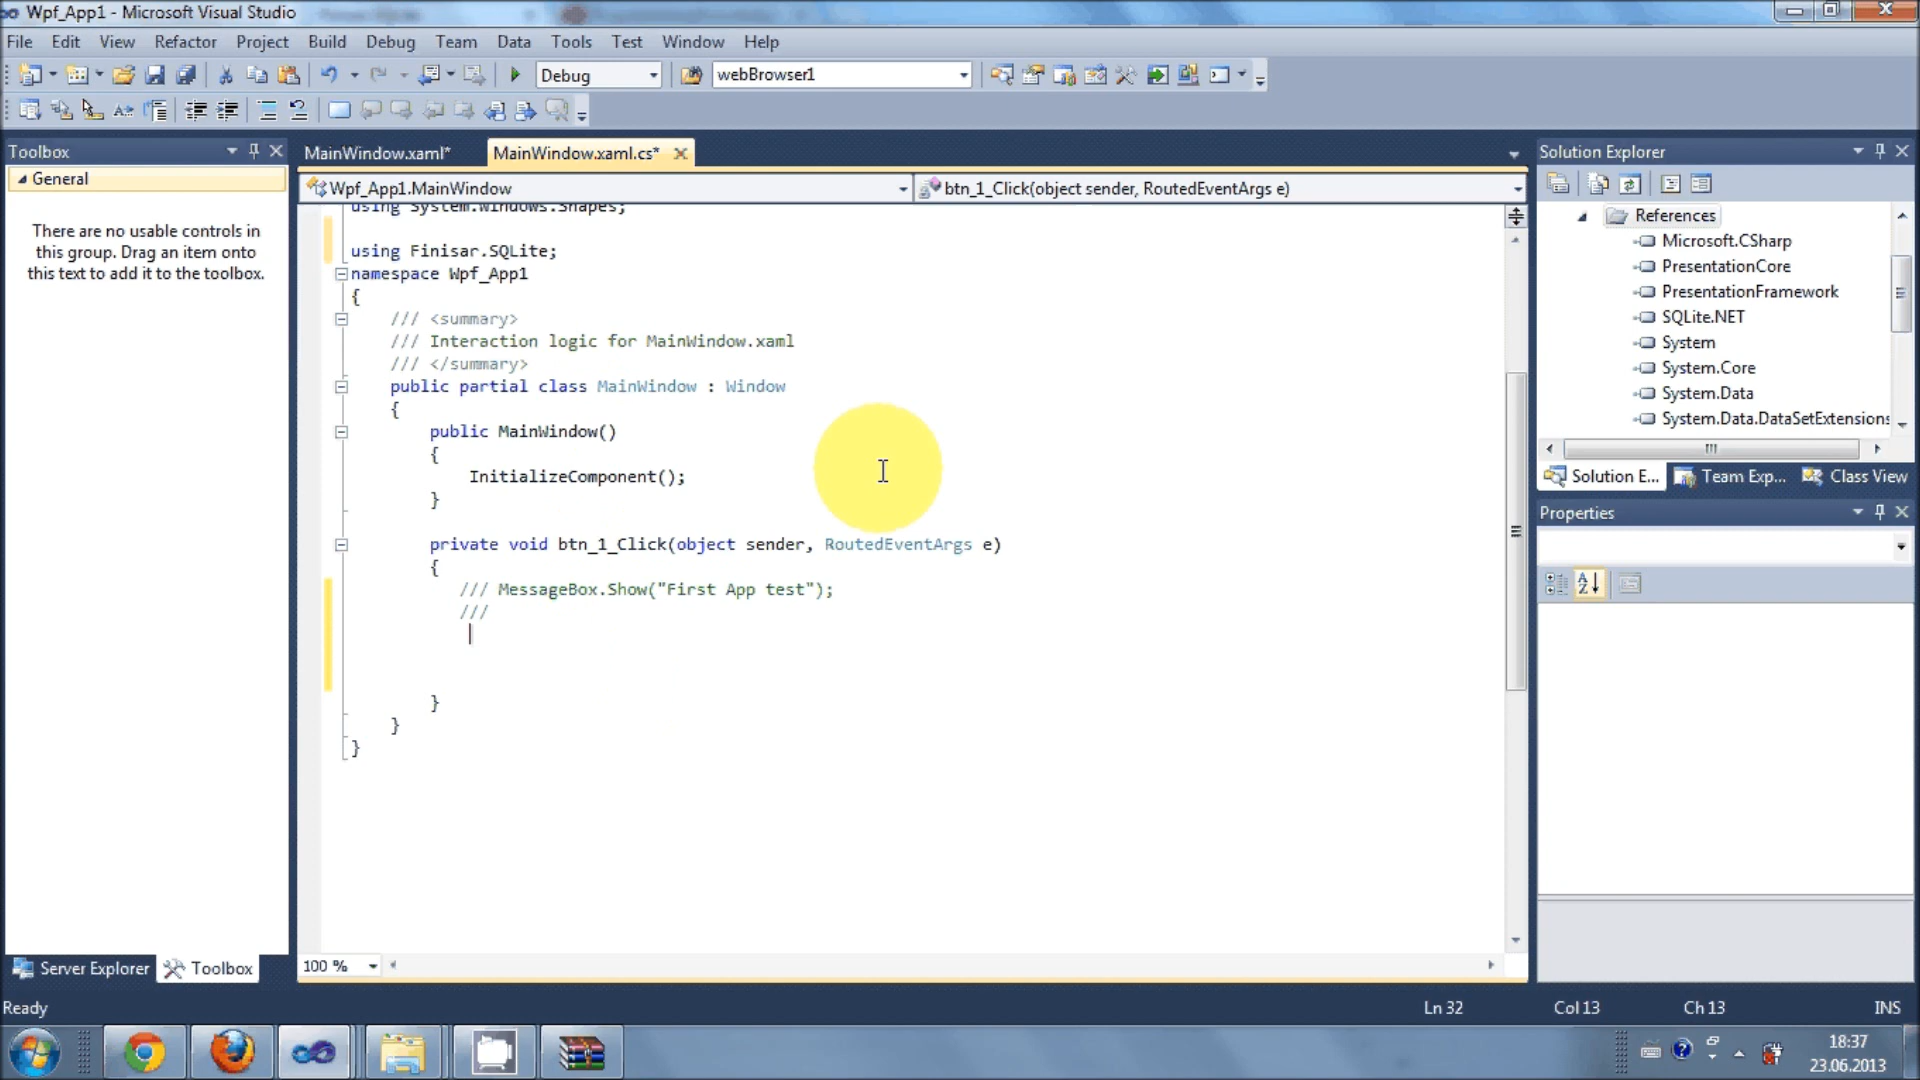 Wpf_App1 - Microsoft Visual Studio
File Edit View Refactor Project Build Debug Team Data Tools Test Window Help
Debug webBrowser1
Toolbox
General
There are no usable controls in
this group. Drag an item onto
this text to add it to the toolbox.
Server Explorer Toolbox
MainWindow.xaml* MainWindow.xaml.cs*
Wpf_App1.MainWindow btn_1_Click(object sender, RoutedEventArgs e)
using System.Windows.Shapes;
using Finisar.SQLite;
namespace Wpf_App1
{
/// <summary>
/// Interaction logic for MainWindow.xaml
/// </summary>
public partial class MainWindow : Window
{
public MainWindow()
{
InitializeComponent();
}
private void btn_1_Click(object sender, RoutedEventArgs e)
{
/// MessageBox.Show("First App test");
///
}
}
}
100 %
Solution Explorer
References
Microsoft.CSharp
PresentationCore
PresentationFramework
SQLite.NET
System
System.Core
System.Data
System.Data.DataSetExtensions
Solution E... Team Exp... Class View
Properties
Ready Ln 32 Col 13 Ch 13 INS
18:37
23.06.2013